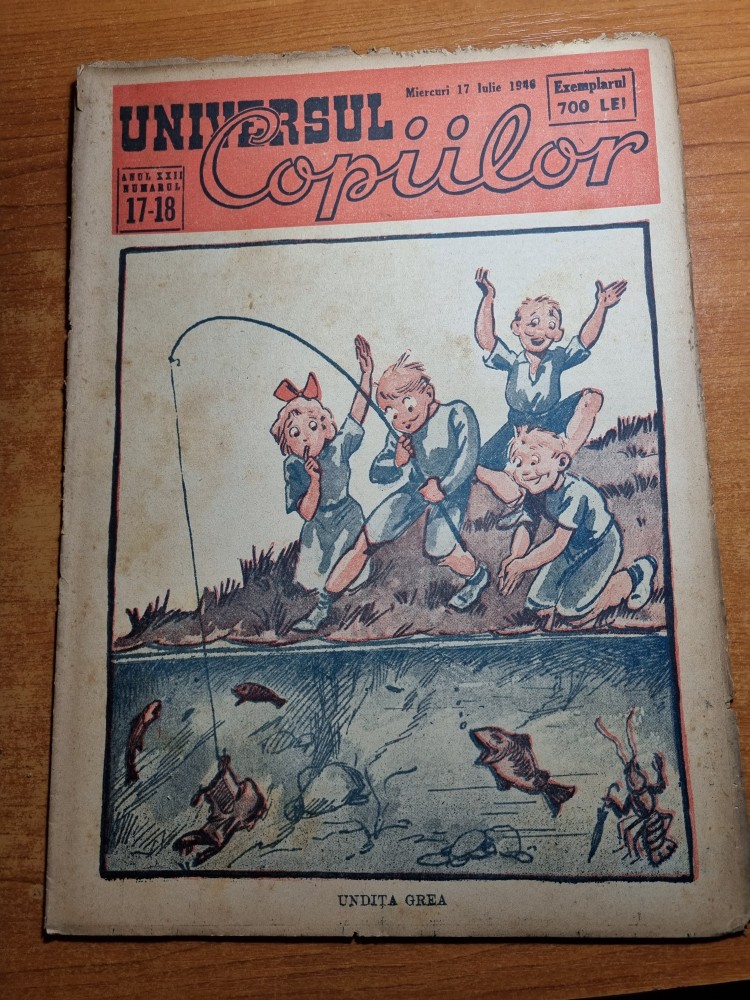 UNIVERSUL
Copiilor
Miercuri 17 Iulie 1946
Exemplarul
700 LEI
ANUL XXII
NUMARUL
17-18
UNDIȚA GREA